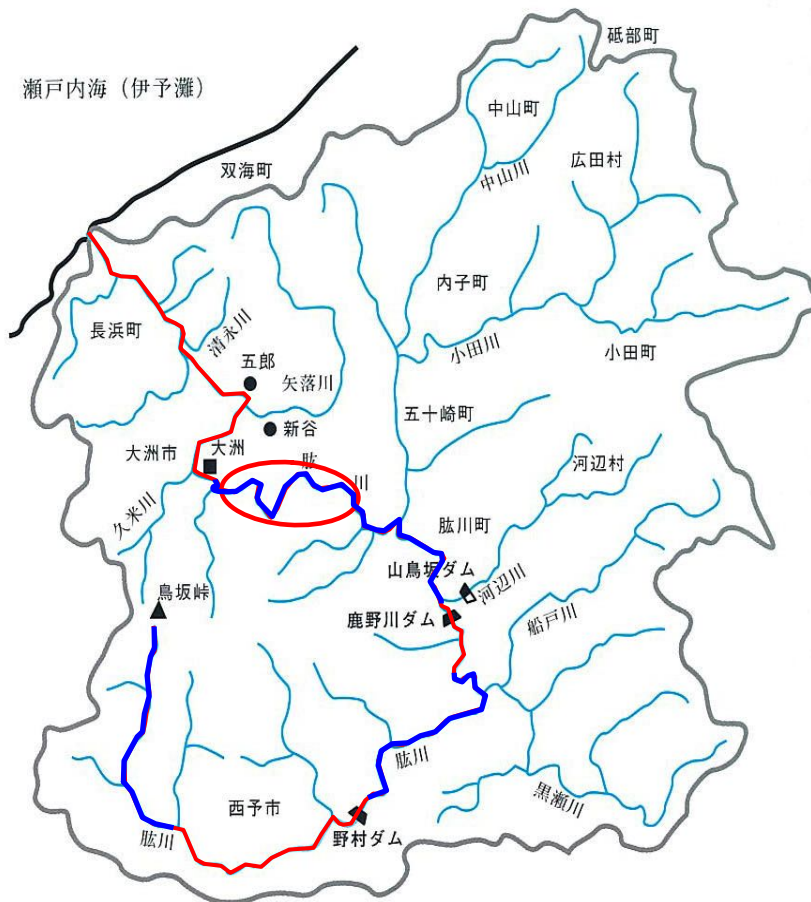 砥部町
瀬戸内海（伊予灘）
中山町
双海町
広田村
中山川
内子町
長浜町
清永川
小田川
小田町
五郎
矢落川
五十崎町
新谷
大洲市
大洲
肱
川
河辺村
久米川
肱川町
山鳥坂ダム
河辺川
鳥坂峠
鹿野川ダム
船戸川
肱川
黒瀬川
西予市
野村ダム
肱川